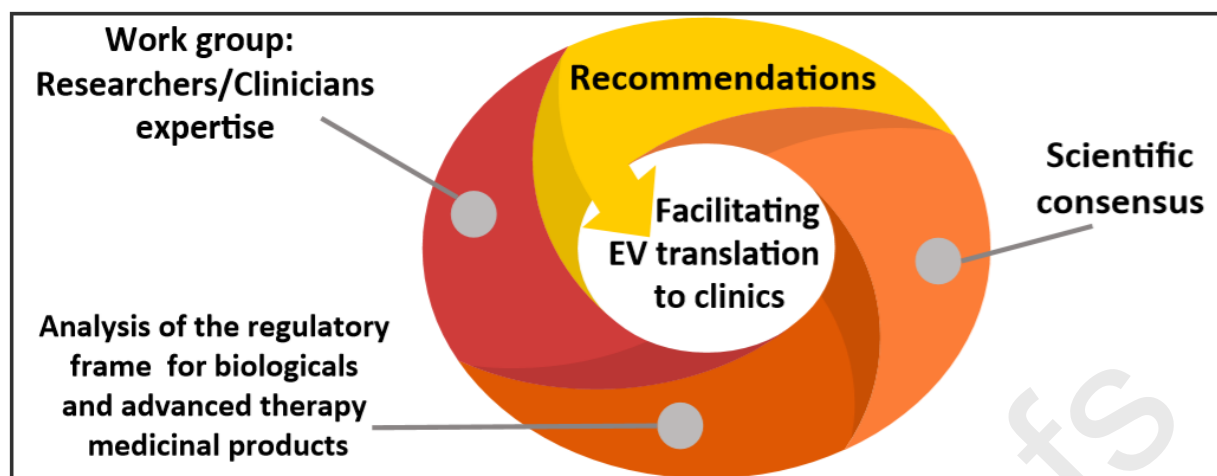 Work group:
Researchers/Clinicians
expertise
Recommendations
Scientific
consensus
Facilitating
EV translation
to clinics
Analysis of the regulatory
frame for biologicals
and advanced therapy
medicinal products
fs